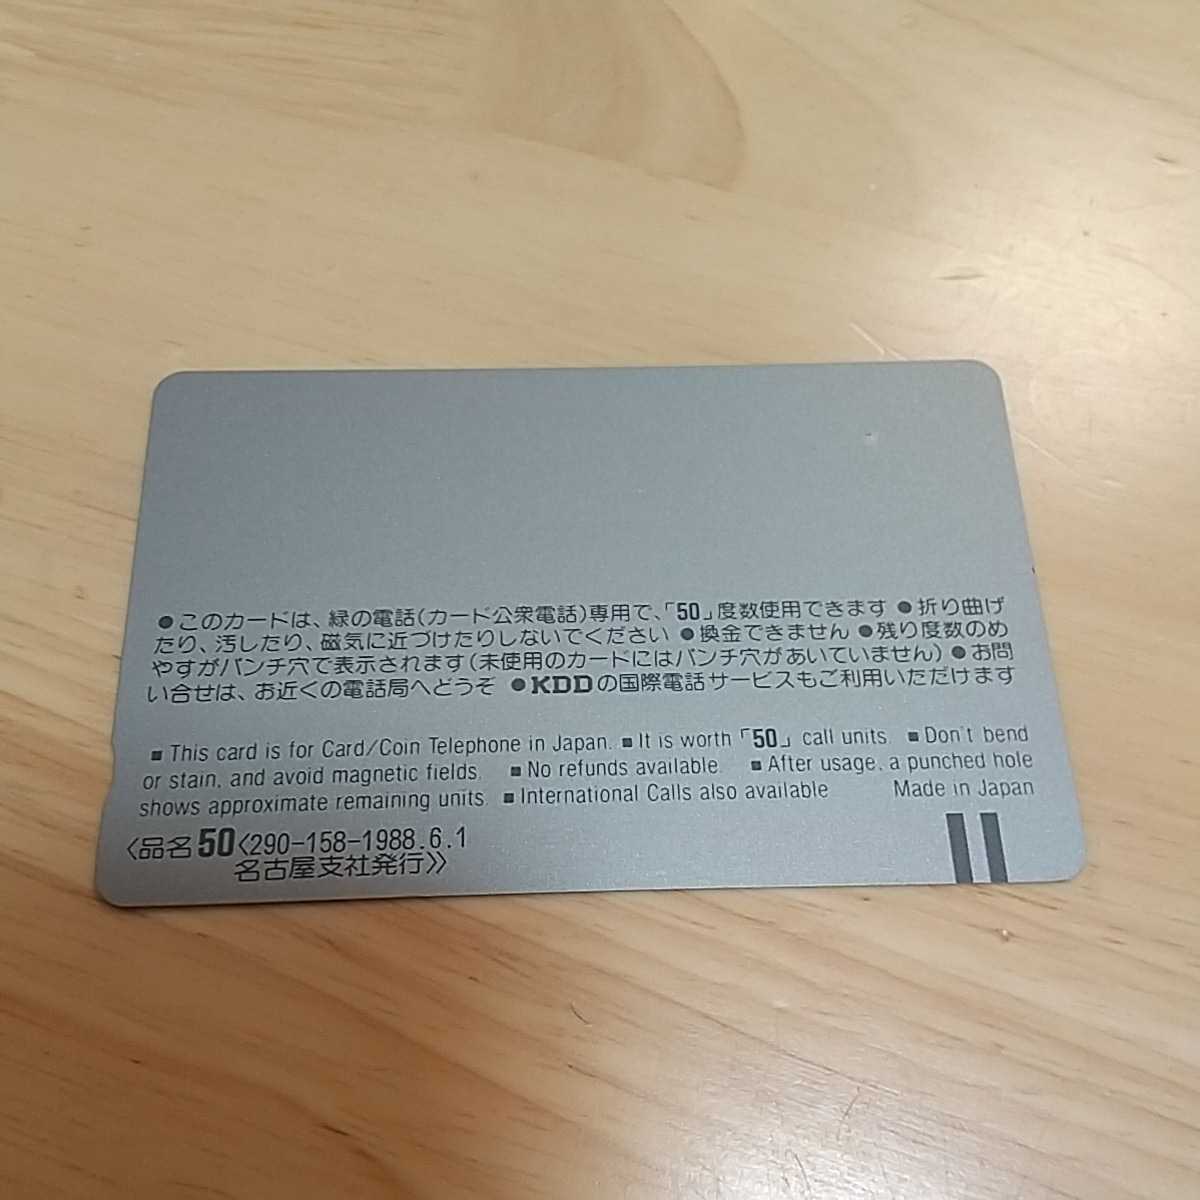 ●このカードは、緑の電話(カード公衆電話)専用で、「50」度数使用できます ●折り曲げ
たり、汚したり、磁気に近づけたりしないでください ●換金できません ●残り度数のめ
やすがパンチ穴で表示されます(未使用のカードにはパンチ穴があいていません) ●お問
い合せは、お近くの電話局へどうぞ ●KDDの国際電話サービスもご利用いただけます
■ This card is for Card/Coin Telephone in Japan. ■ It is worth 「50」 call units. ■ Don't bend
or stain, and avoid magnetic fields. ■ No refunds available. ■ After usage, a punched hole
shows approximate remaining units. ■ International Calls also available Made in Japan
〈品名50〈290-158-1988.6.1
名古屋支社発行〉〉